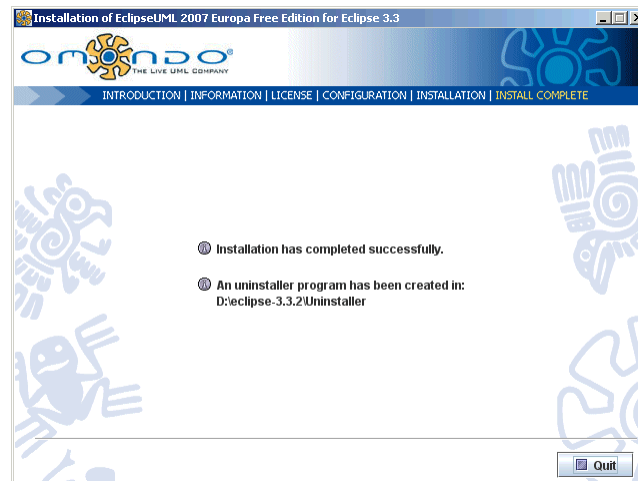 Installation of EclipseUML 2007 Europa Free Edition for Eclipse 3.3
OMONDO®
THE LIVE UML COMPANY
INTRODUCTION | INFORMATION | LICENSE | CONFIGURATION | INSTALLATION | INSTALL COMPLETE
Installation has completed successfully.
An uninstaller program has been created in:
D:\eclipse-3.3.2\Uninstaller
Quit